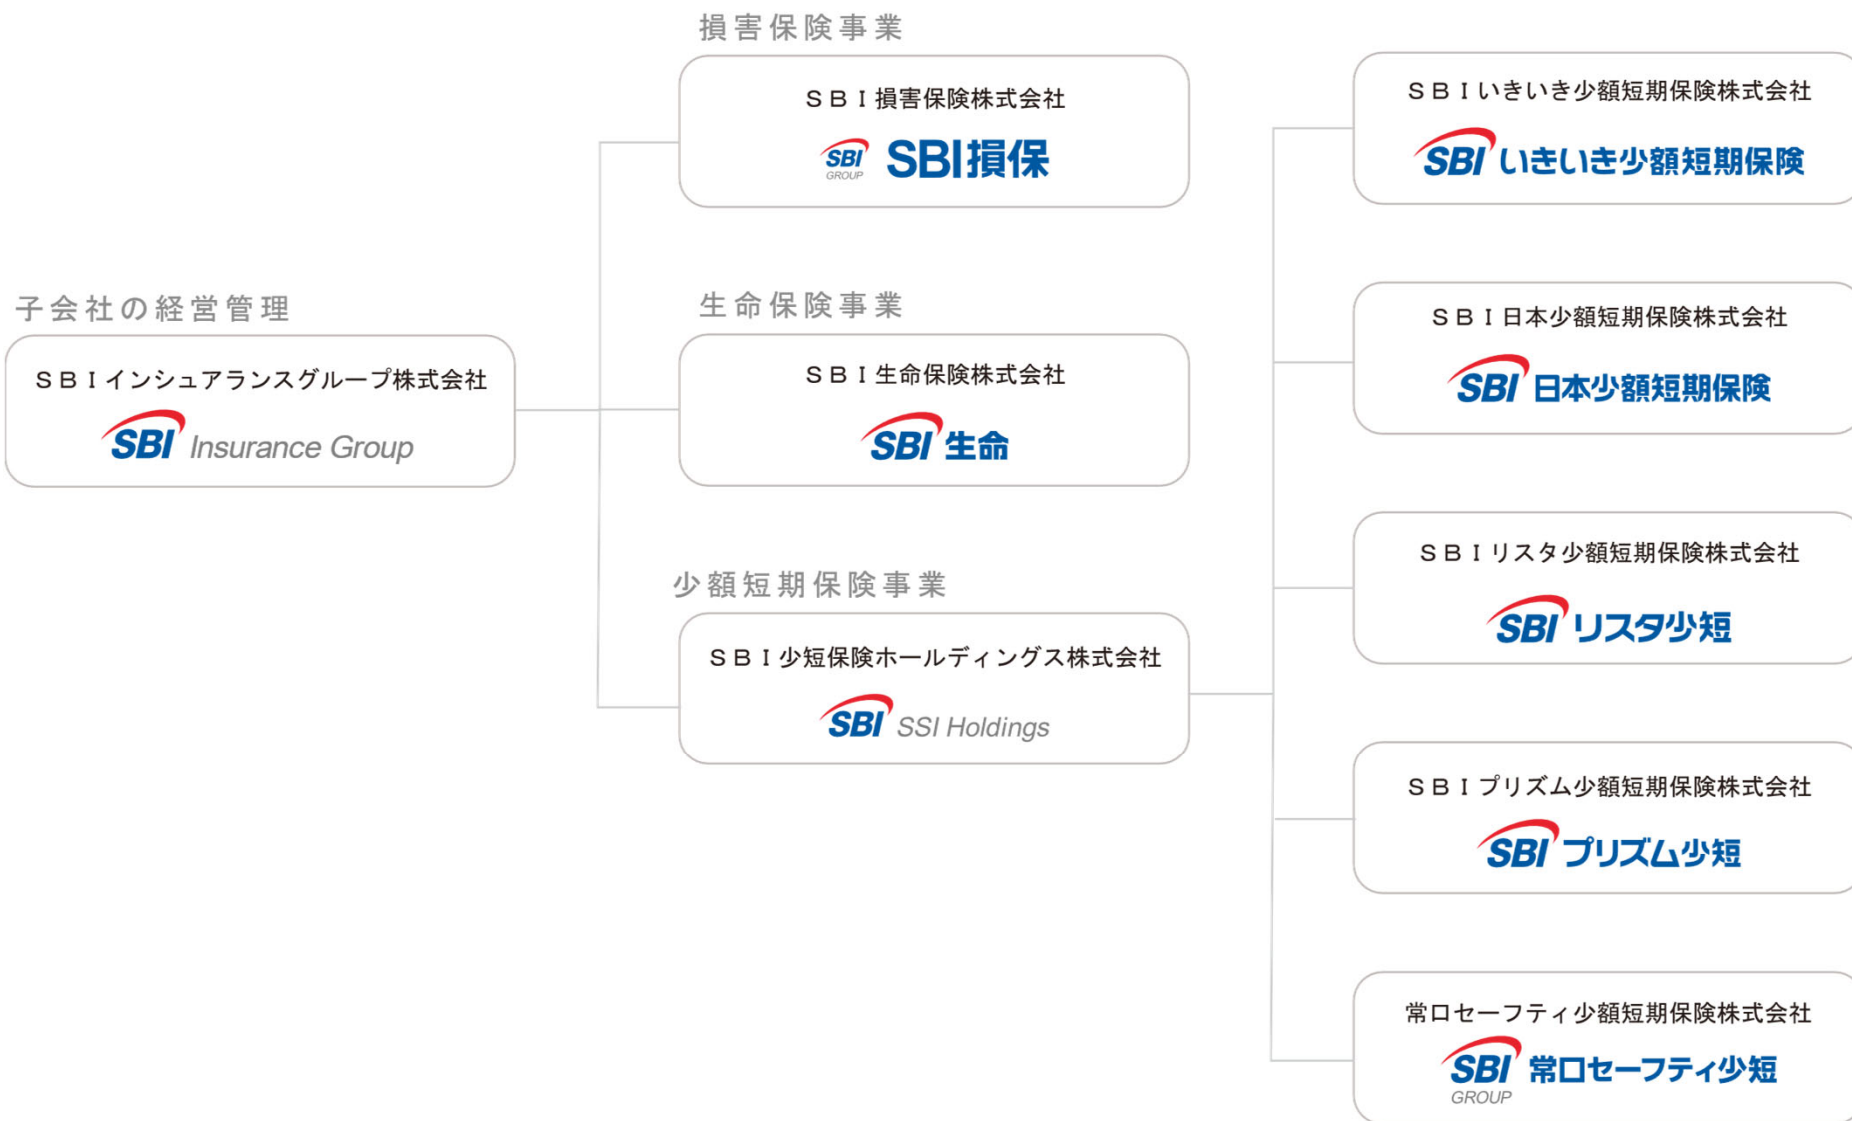 子会社の経営管理
ＳＢＩインシュアランスグループ株式会社
SBI Insurance Group
損害保険事業
ＳＢＩ損害保険株式会社
SBI GROUP SBI損保
生命保険事業
ＳＢＩ生命保険株式会社
SBI 生命
少額短期保険事業
ＳＢＩ少短保険ホールディングス株式会社
SBI SSI Holdings
ＳＢＩいきいき少額短期保険株式会社
SBI いきいき少額短期保険
ＳＢＩ日本少額短期保険株式会社
SBI 日本少額短期保険
ＳＢＩリスタ少額短期保険株式会社
SBI リスタ少短
ＳＢＩプリズム少額短期保険株式会社
SBI プリズム少短
常口セーフティ少額短期保険株式会社
SBI 常口セーフティ少短
GROUP